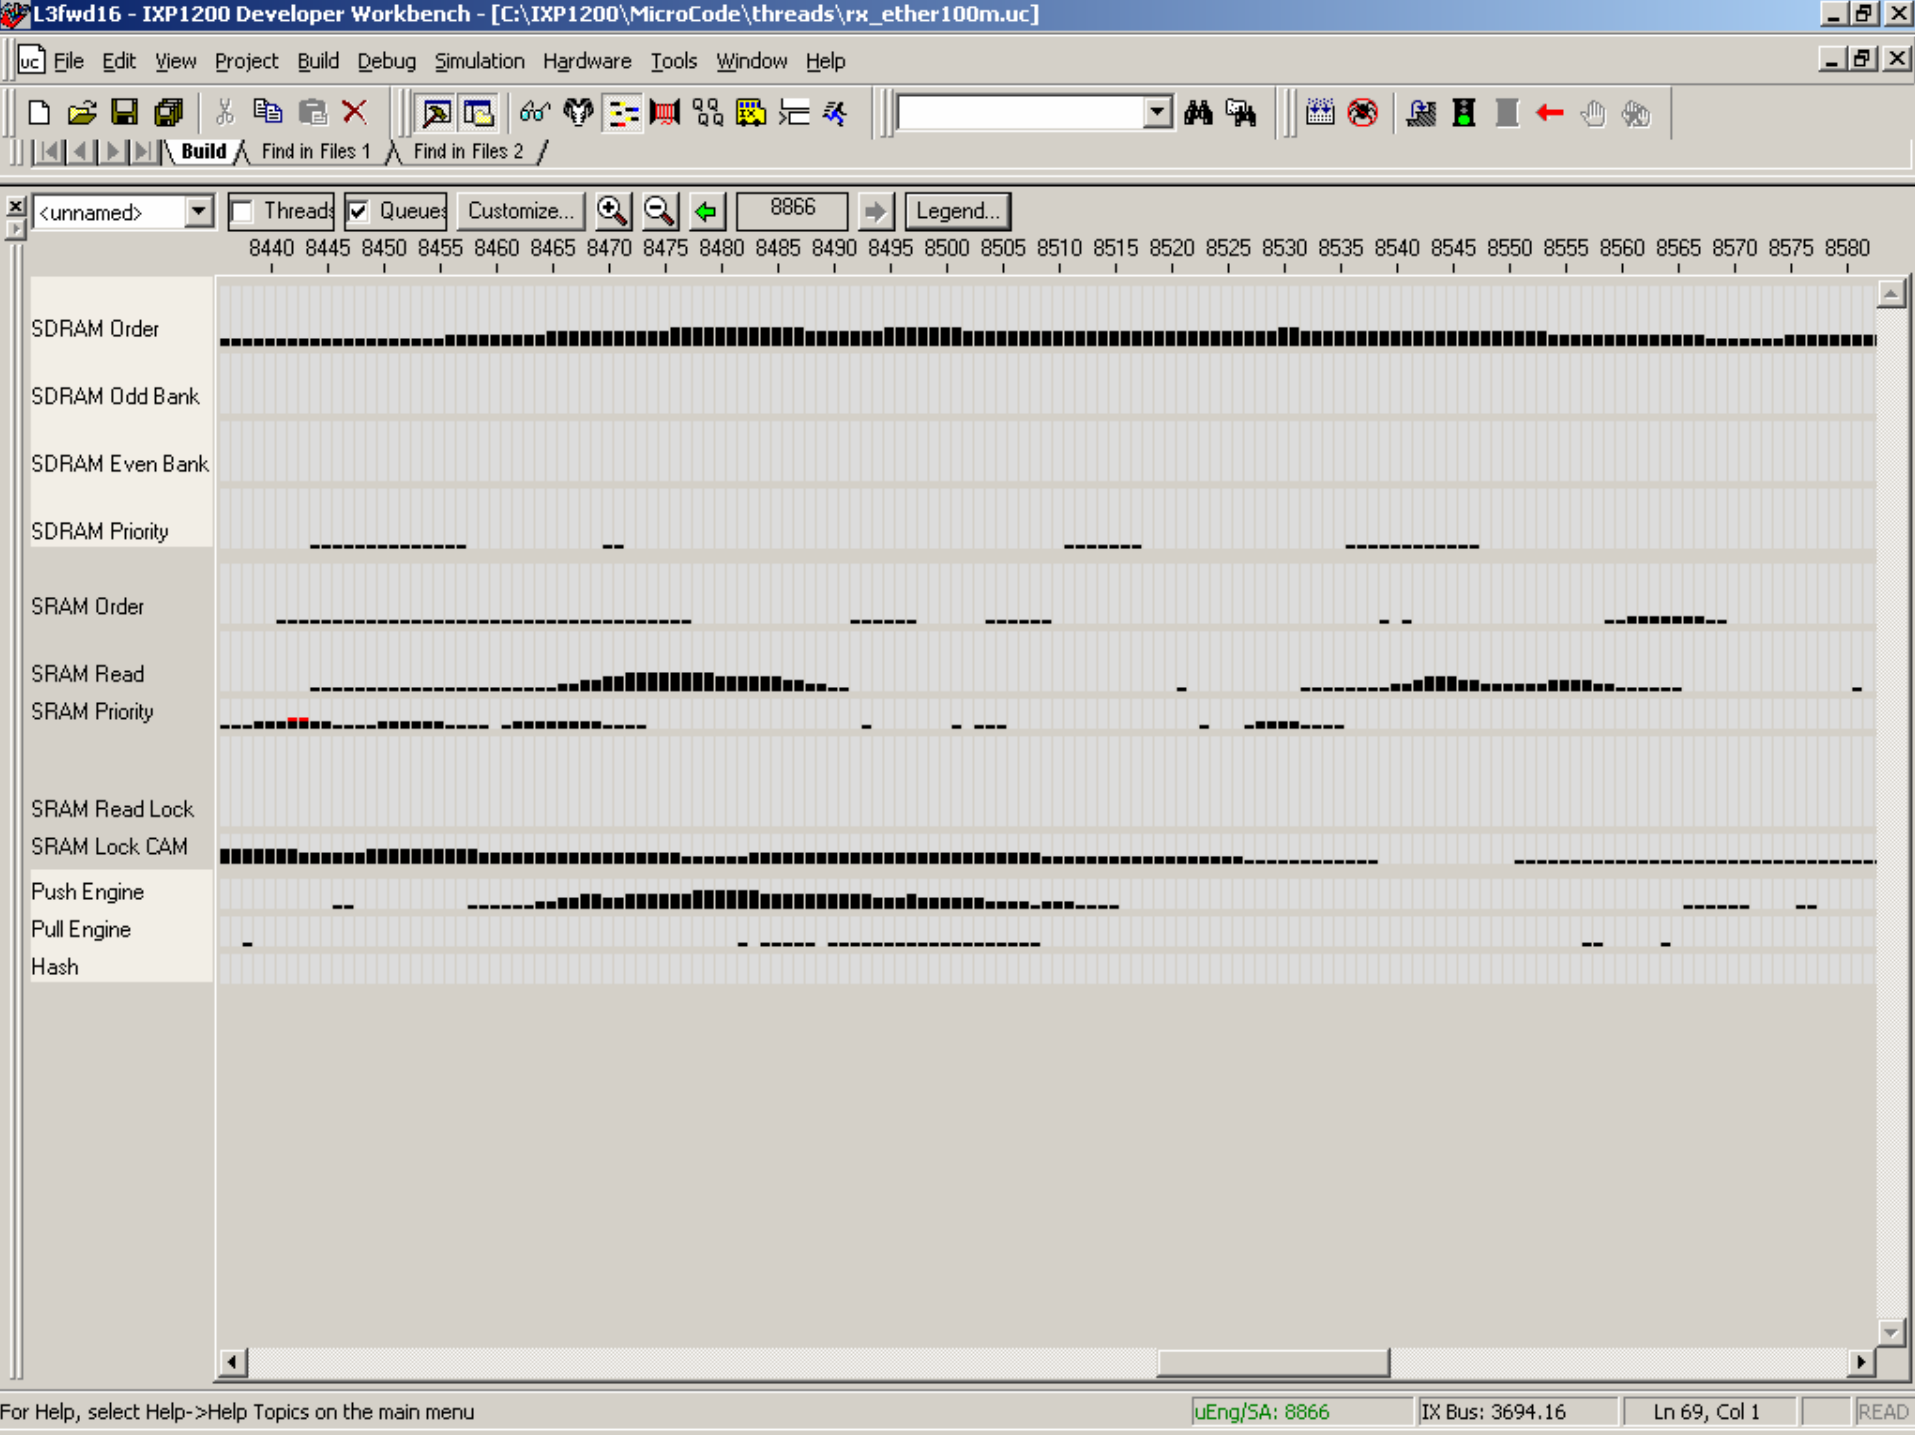 L3fwd16 - IXP1200 Developer Workbench - [C:\IXP1200\MicroCode\threads\rx_ether100m.uc]
uc File Edit View Project Build Debug Simulation Hardware Tools Window Help
Build Find in Files 1 Find in Files 2
<unnamed> Threads Queues Customize... 8866 Legend...
8440 8445 8450 8455 8460 8465 8470 8475 8480 8485 8490 8495 8500 8505 8510 8515 8520 8525 8530 8535 8540 8545 8550 8555 8560 8565 8570 8575 8580
SDRAM Order
SDRAM Odd Bank
SDRAM Even Bank
SDRAM Priority
SRAM Order
SRAM Read
SRAM Priority
SRAM Read Lock
SRAM Lock CAM
Push Engine
Pull Engine
Hash
For Help, select Help->Help Topics on the main menu uEng/SA: 8866 IX Bus: 3694.16 Ln 69, Col 1 READ